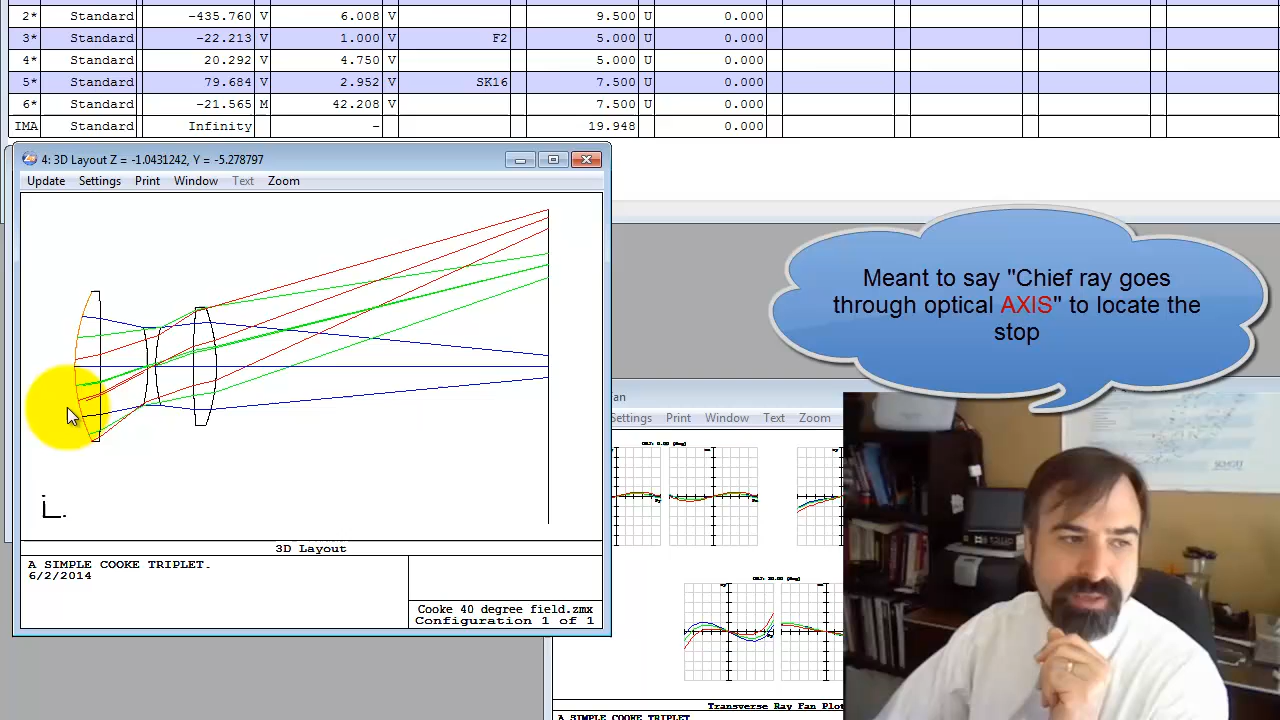 2* Standard -435.760 V 6.008 V 9.500 U 0.000
3* Standard -22.213 V 1.000 V F2 5.000 U 0.000
4* Standard 20.292 V 4.750 V 5.000 U 0.000
5* Standard 79.684 V 2.952 V SK16 7.500 U 0.000
6* Standard -21.565 M 42.208 V 7.500 U 0.000
IMA Standard Infinity - 19.948 0.000
4: 3D Layout Z = -1.0431242, Y = -5.278797
Update Settings Print Window Text Zoom
3D Layout
A SIMPLE COOKE TRIPLET.
6/2/2014
Cooke 40 degree field.zmx
Configuration 1 of 1
Meant to say "Chief ray goes
through optical AXIS" to locate the
stop
an
Settings Print Window Text Zoom
Transverse Ray Fan Plo
A SIMPLE COOKE TRIPLET
SCHOTT